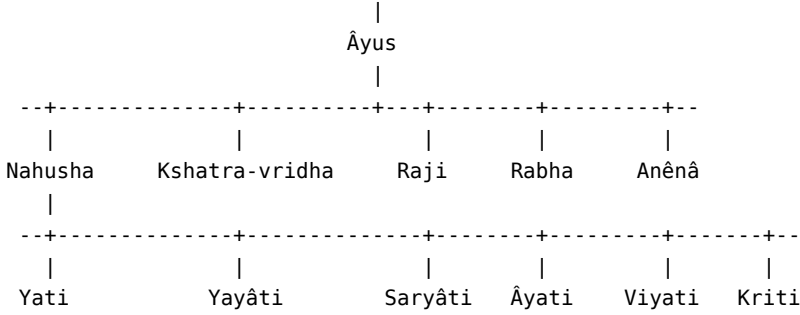 Âyus
Nahusha Kshatra-vridha Raji Rabha Anênâ
Yati Yayâti Saryâti Âyati Viyati Kriti